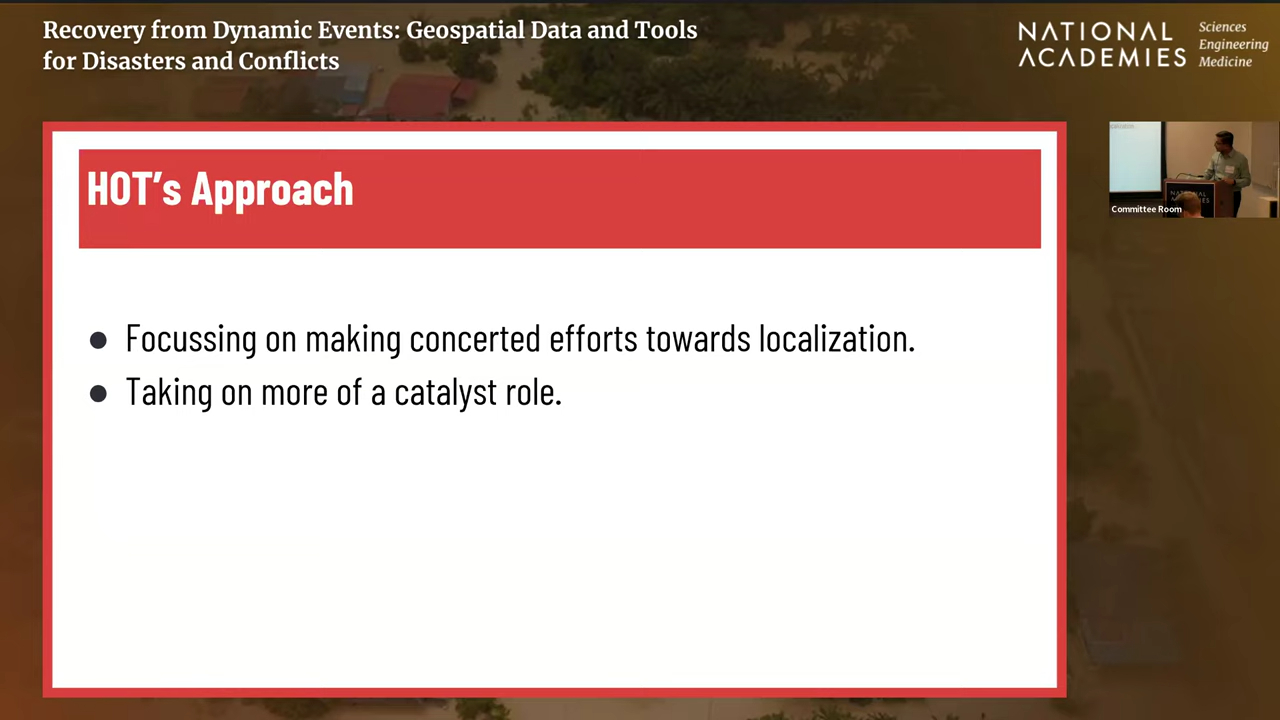 Recovery from Dynamic Events: Geospatial Data and Tools
for Disasters and Conflicts
NATIONAL
ACADEMIES
Sciences
Engineering
Medicine
HOT's Approach
● Focussing on making concerted efforts towards localization.
● Taking on more of a catalyst role.
NATIONAL
Committee Room